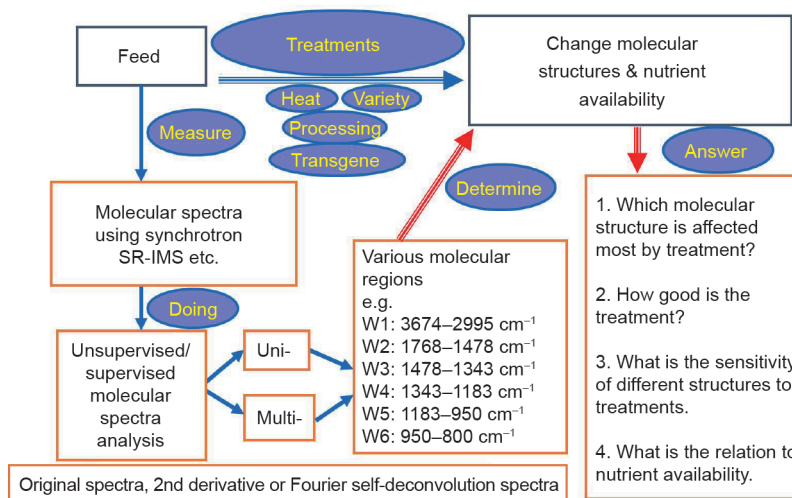 Feed
Treatments
Heat
Variety
Processing
Transgene
Change molecular
structures & nutrient
availability
Measure
Determine
Answer
Molecular spectra
using synchrotron
SR-IMS etc.
Doing
Unsupervised/
supervised
molecular
spectra
analysis
Uni-
Multi-
Various molecular
regions
e.g.
W1: 3674–2995 cm⁻¹
W2: 1768–1478 cm⁻¹
W3: 1478–1343 cm⁻¹
W4: 1343–1183 cm⁻¹
W5: 1183–950 cm⁻¹
W6: 950–800 cm⁻¹
1. Which molecular
structure is affected
most by treatment?
2. How good is the
treatment?
3. What is the sensitivity
of different structures to
treatments.
4. What is the relation to
nutrient availability.
Original spectra, 2nd derivative or Fourier self-deconvolution spectra